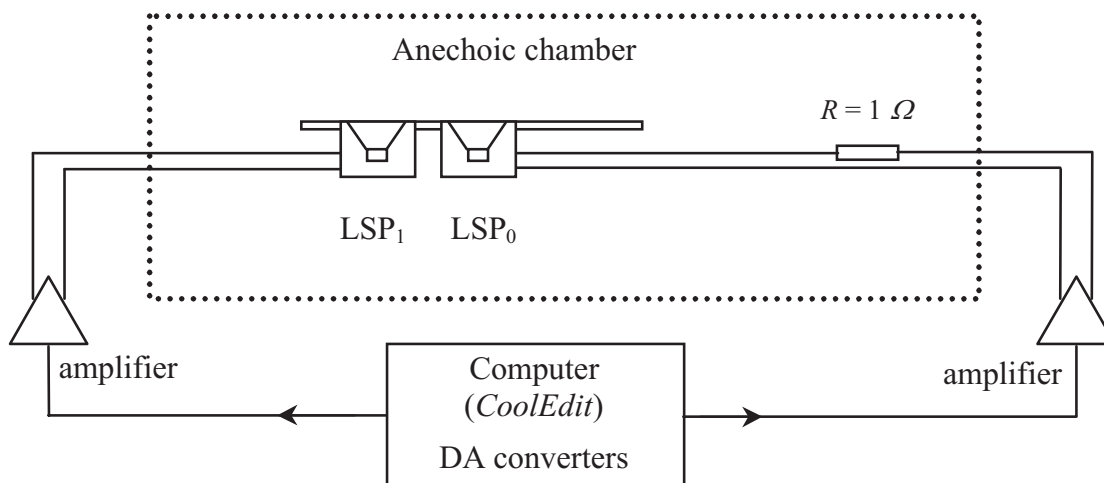 Anechoic chamber
R = 1 Ω
LSP₁
LSP₀
amplifier
Computer
(CoolEdit)
DA converters
amplifier